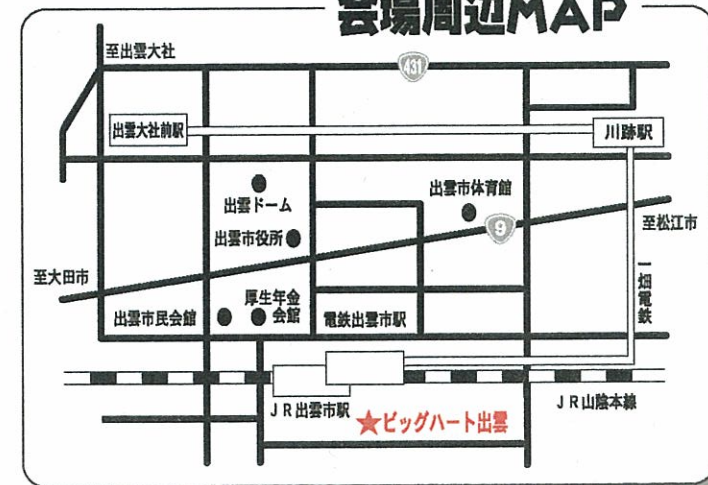 会場周辺MAP
至出雲大社
431
出雲大社前駅
川跡駅
出雲市体育館
出雲ドーム
出雲市役所
9
至松江市
至大田市
一畑電鉄
厚生年金
会館
出雲市民会館
電鉄出雲市駅
JR出雲市駅
JR山陰本線
★ビッグハート出雲